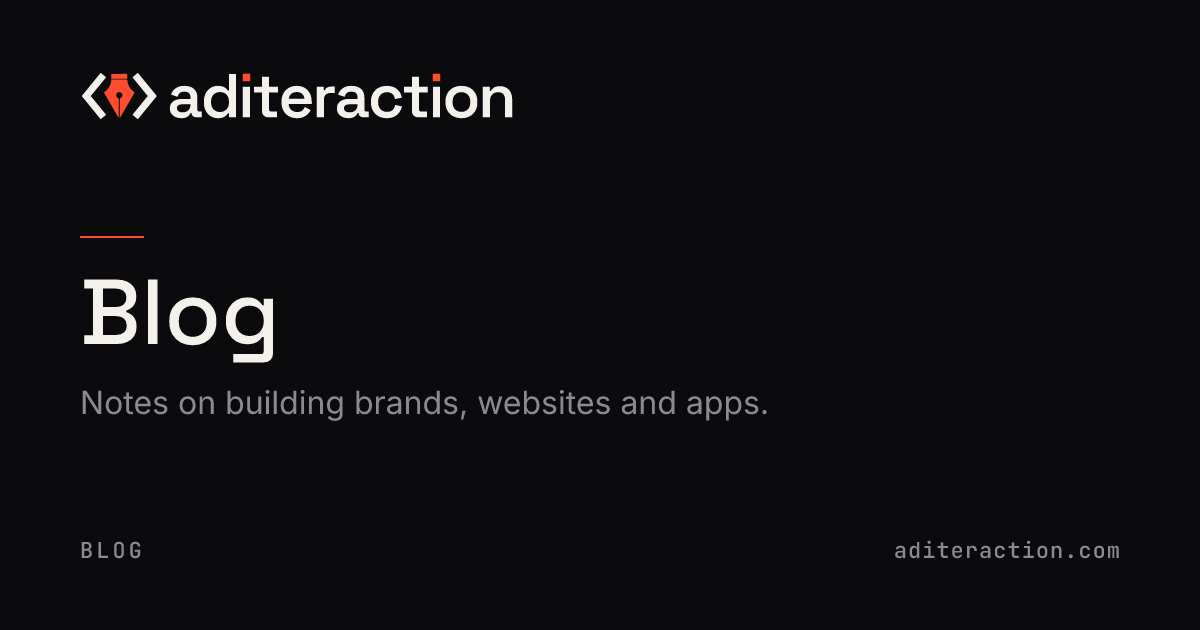 aditeraction
Blog
Notes on building brands, websites and apps.
BLOG
aditeraction.com